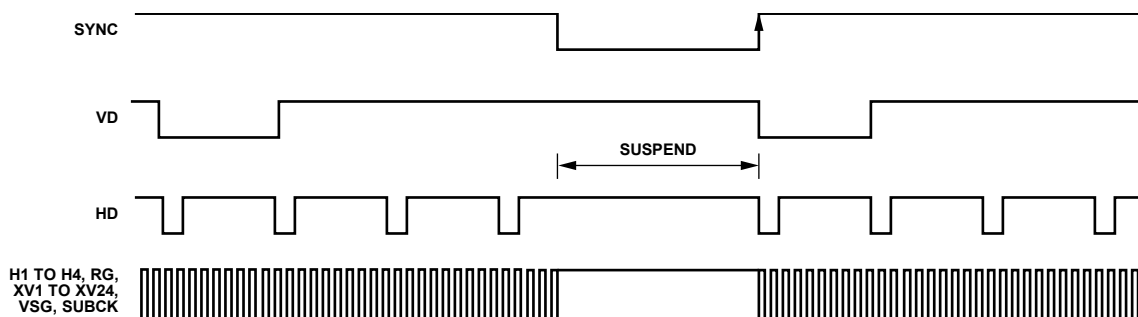 SYNC
VD
SUSPEND
HD
H1 TO H4, RG,
XV1 TO XV24,
VSG, SUBCK